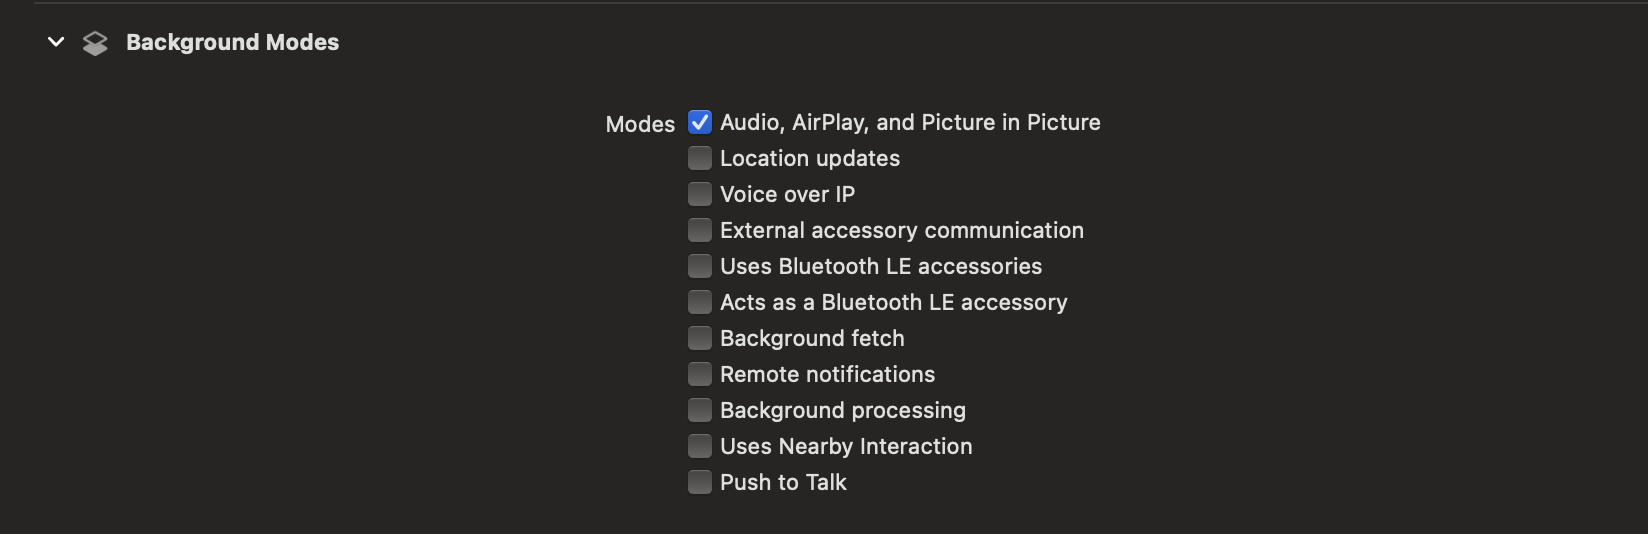 Background Modes
Modes Audio, AirPlay, and Picture in Picture
Location updates
Voice over IP
External accessory communication
Uses Bluetooth LE accessories
Acts as a Bluetooth LE accessory
Background fetch
Remote notifications
Background processing
Uses Nearby Interaction
Push to Talk